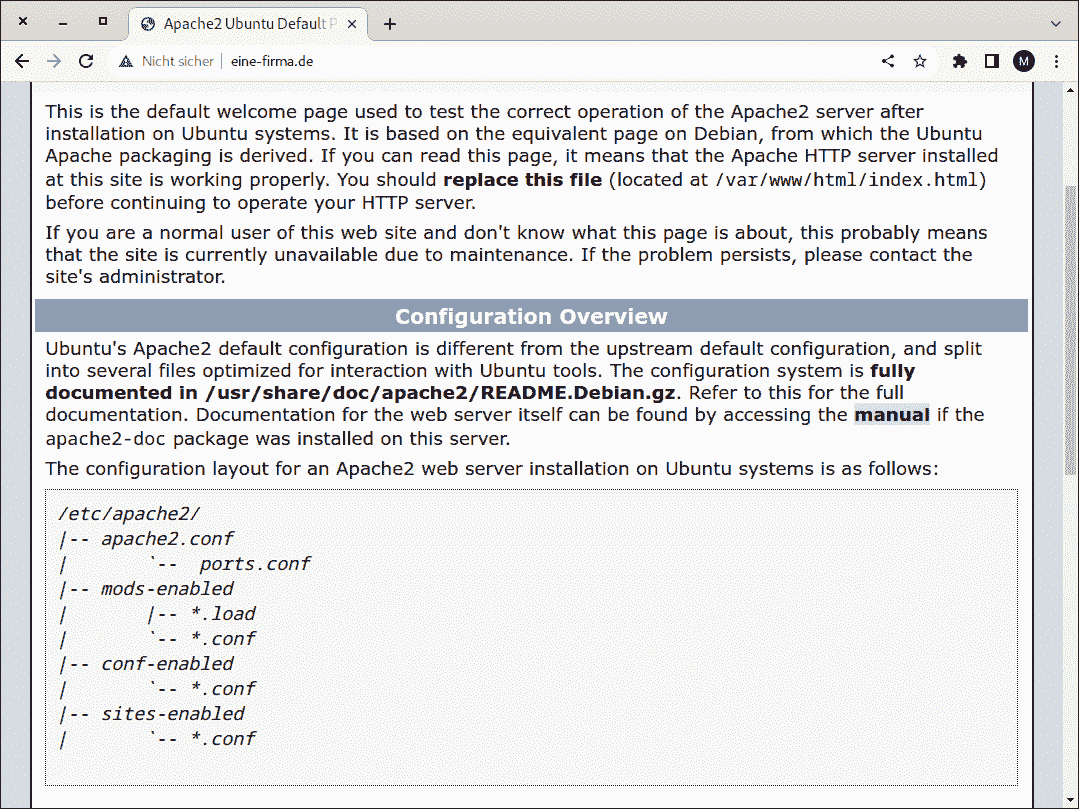 Apache2 Ubuntu Default P
Nicht sicher | eine-firma.de
M
This is the default welcome page used to test the correct operation of the Apache2 server after
installation on Ubuntu systems. It is based on the equivalent page on Debian, from which the Ubuntu
Apache packaging is derived. If you can read this page, it means that the Apache HTTP server installed
at this site is working properly. You should replace this file (located at /var/www/html/index.html)
before continuing to operate your HTTP server.
If you are a normal user of this web site and don't know what this page is about, this probably means
that the site is currently unavailable due to maintenance. If the problem persists, please contact the
site's administrator.
Configuration Overview
Ubuntu's Apache2 default configuration is different from the upstream default configuration, and split
into several files optimized for interaction with Ubuntu tools. The configuration system is fully
documented in /usr/share/doc/apache2/README.Debian.gz. Refer to this for the full
documentation. Documentation for the web server itself can be found by accessing the manual if the
apache2-doc package was installed on this server.
The configuration layout for an Apache2 web server installation on Ubuntu systems is as follows:
/etc/apache2/
|-- apache2.conf
|       `--  ports.conf
|-- mods-enabled
|       |-- *.load
|       `-- *.conf
|-- conf-enabled
|       `-- *.conf
|-- sites-enabled
|       `-- *.conf